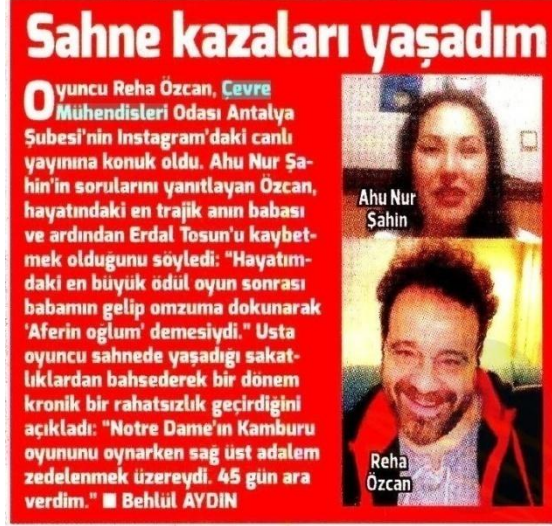 Sahne kazaları yaşadım
Oyuncu Reha Özcan, Çevre
Mühendisleri Odası Antalya
Şubesi'nin Instagram'daki canlı
yayınına konuk oldu. Ahu Nur Şa-
hin'in sorularını yanıtlayan Özcan,
hayatındaki en trajik anın babası
ve ardından Erdal Tosun'u kaybet-
mek olduğunu söyledi: "Hayatım-
daki en büyük ödül oyun sonrası
babamın gelip omzuma dokunarak
'Aferin oğlum' demesiydi." Usta
oyuncu sahnede yaşadığı sakat-
lıklardan bahsederek bir dönem
kronik bir rahatsızlık geçirdiğini
açıkladı: "Notre Dame'ın Kamburu
oyununu oynarken sağ üst adalem
zedelenmek üzereydi. 45 gün ara
verdim." ■ Behlül AYDIN
Ahu Nur
Şahin
Reha
Özcan